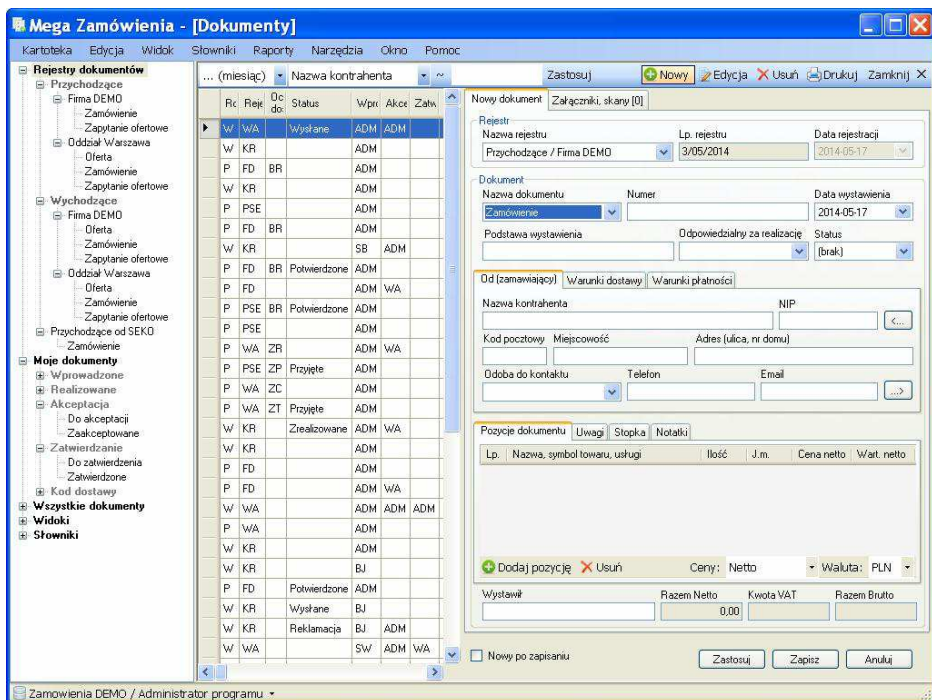 Mega Zamówienia - [Dokumenty]
Kartoteka Edycja Widok Słowniki Raporty Narzędzia Okno Pomoc
Rejestry dokumentów
Przychodzące
Firma DEMO
Zamówienie
Zapytanie ofertowe
Oddział Warszawa
Oferta
Zamówienie
Zapytanie ofertowe
Wychodzące
Firma DEMO
Oferta
Zamówienie
Zapytanie ofertowe
Oddział Warszawa
Oferta
Zamówienie
Zapytanie ofertowe
Przychodzące od SEKO
Zamówienie
Moje dokumenty
Wprowadzone
Realizowane
Akceptacja
Do akceptacji
Zaakceptowane
Zatwierdzanie
Do zatwierdzenia
Zatwierdzone
Kod dostawy
Wszystkie dokumenty
Widoki
Słowniki
... (miesiąc) Nazwa kontrahenta ~ Zastosuj Nowy Edycja Usuń Drukuj Zamknij
Rc Reje Oc do: Status Wpro Akce Zatw
W WA Wysłane ADM ADM
W KR ADM
P FD BR ADM
W KR ADM
P PSE ADM
P FD BR ADM
W KR SB ADM
P FD BR Potwierdzone ADM
P FD ADM WA
P PSE BR Potwierdzone ADM
P PSE ADM
P WA ZR ADM WA
P PSE ZP Przyjęte ADM
P WA ZC ADM
P WA ZT Przyjęte ADM
W KR Zrealizowane ADM WA
W KR ADM
P FD ADM
P FD ADM WA
W WA ADM ADM ADM
P WA ADM
W KR ADM
W KR BJ
P FD Potwierdzone ADM
W KR Wysłane BJ
W KR Reklamacja BJ ADM
W WA SW ADM WA
Nowy dokument Załączniki, skany [0]
Rejestr
Nazwa rejestru Lp. rejestru Data rejestracji
Przychodzące / Firma DEMO 3/05/2014 2014-05-17
Dokument
Nazwa dokumentu Numer Data wystawienia
Zamówienie 2014-05-17
Podstawa wystawienia Odpowiedzialny za realizację Status
(brak)
Od (zamawiający) Warunki dostawy Warunki płatności
Nazwa kontrahenta NIP
<...
Kod pocztowy Miejscowość Adres (ulica, nr domu)
Odoba do kontaktu Telefon Email
...>
Pozycje dokumentu Uwagi Stopka Notatki
Lp. Nazwa, symbol towaru, usługi Ilość J.m. Cena netto Wart. netto
Dodaj pozycję Usuń Ceny: Netto Waluta: PLN
Wystawił Razem Netto Kwota VAT Razem Brutto
0,00
Nowy po zapisaniu Zastosuj Zapisz Anuluj
Zamowienia DEMO / Administrator programu